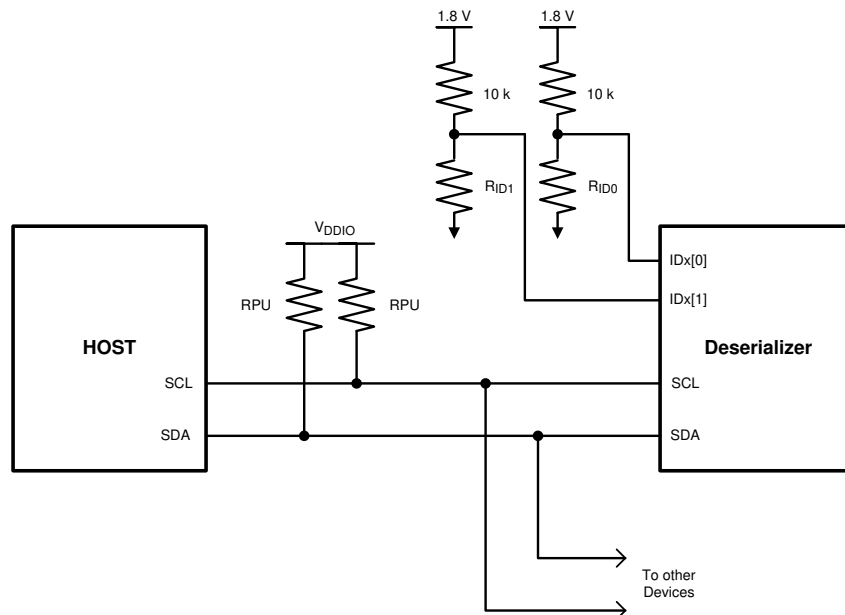 1.8 V
1.8 V
10 k
10 k
RID1
RID0
VDDIO
RPU
RPU
HOST
SCL
SDA
IDx[0]
IDx[1]
Deserializer
SCL
SDA
To other
Devices